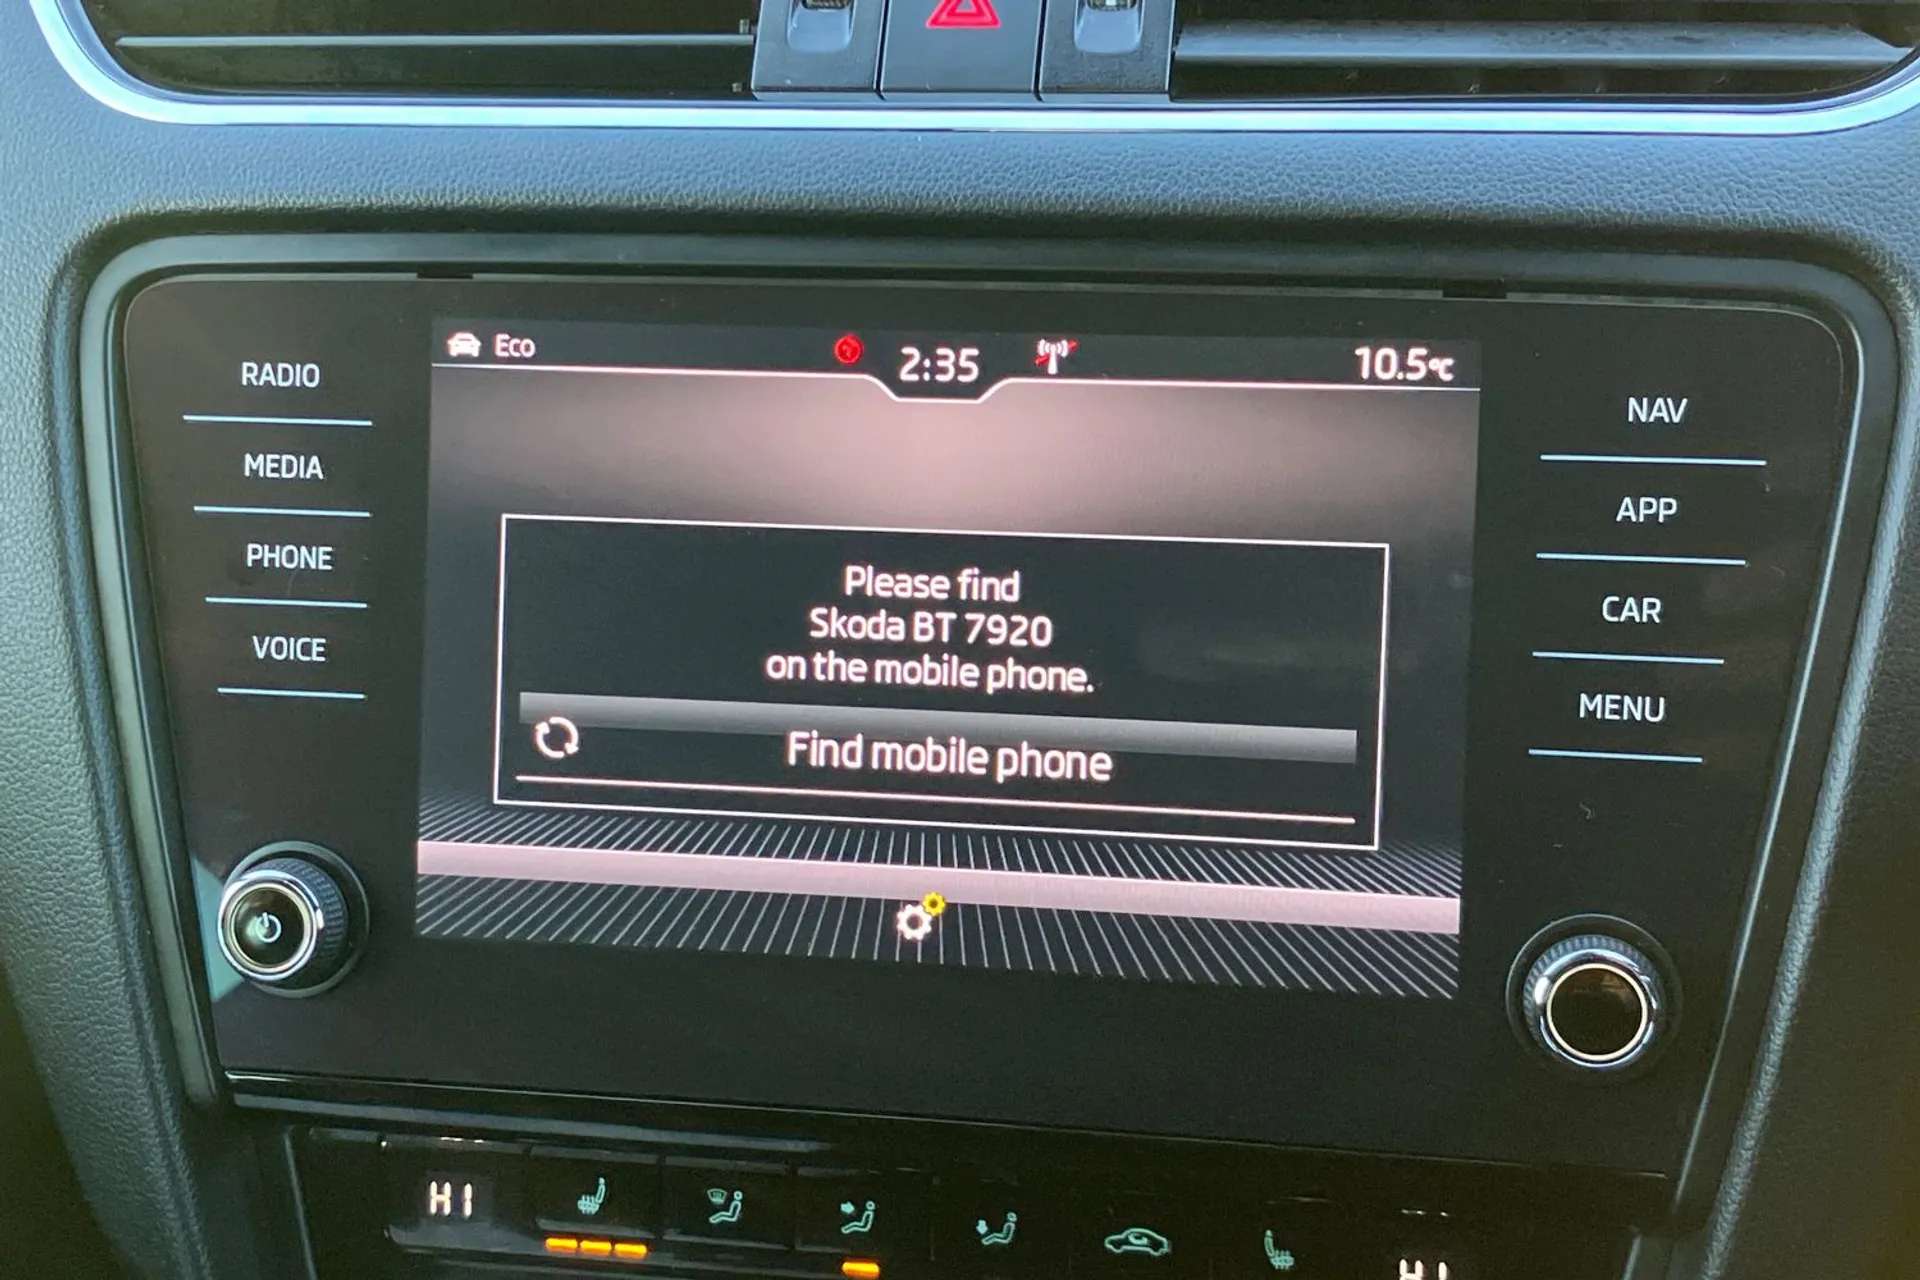 Eco
2:35
10.5°C
RADIO
MEDIA
PHONE
VOICE
Please find
Skoda BT 7920
on the mobile phone.
Find mobile phone
NAV
APP
CAR
MENU
HI
HI